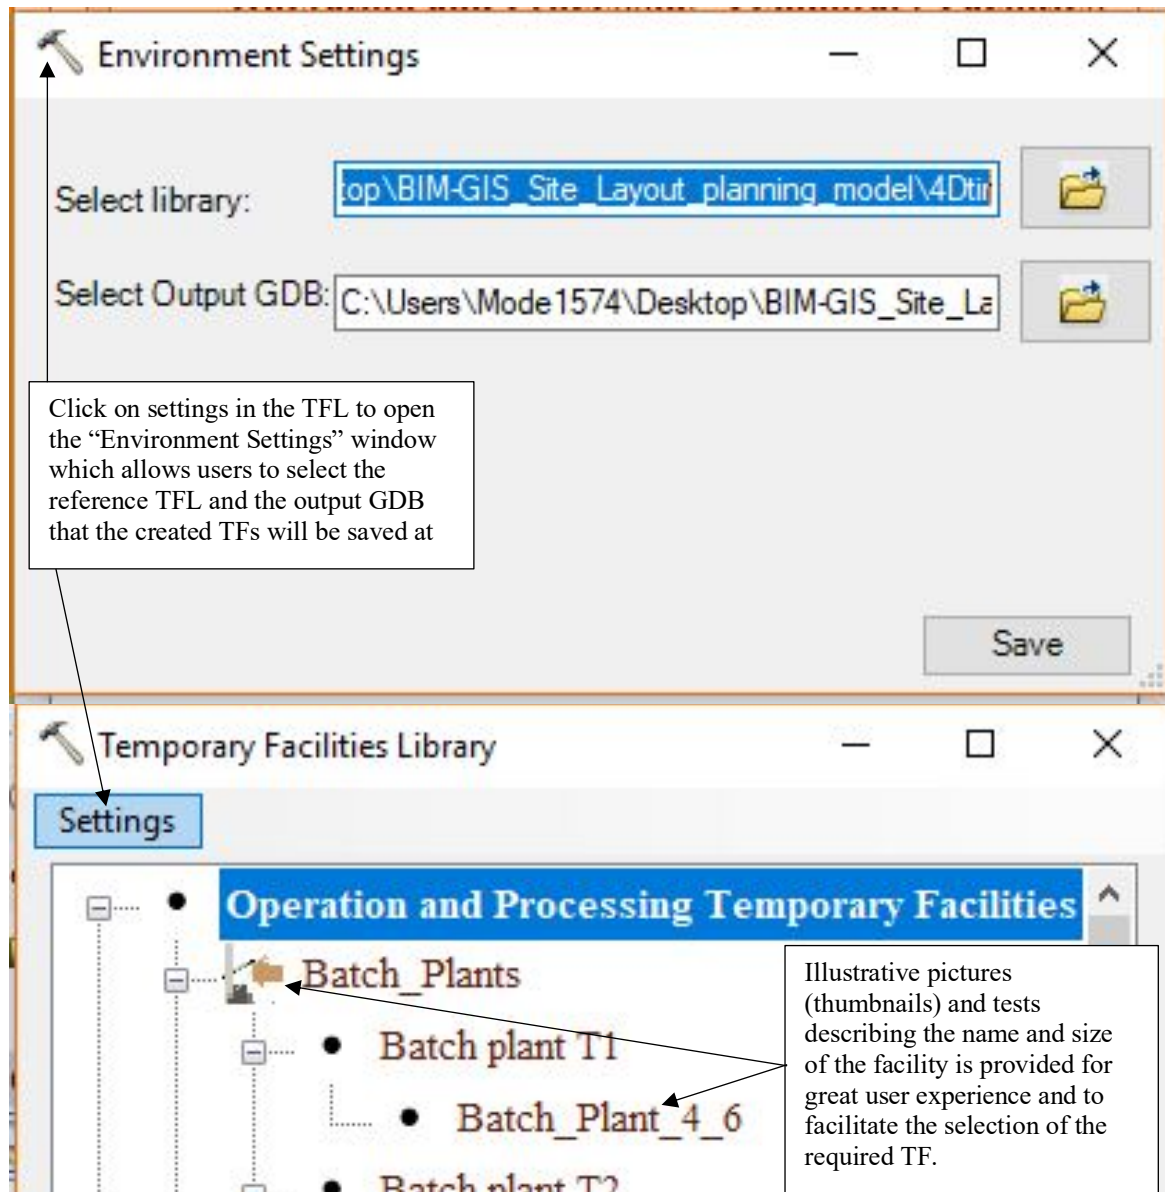 Environment Settings
Select library:
top\BIM-GIS_Site_Layout_planning_model\4Dtir
Select Output GDB:
C:\Users\Mode1574\Desktop\BIM-GIS_Site_La
Click on settings in the TFL to open
the “Environment Settings” window
which allows users to select the
reference TFL and the output GDB
that the created TFs will be saved at
Save
Temporary Facilities Library
Settings
Operation and Processing Temporary Facilities
Batch_Plants
Batch plant T1
Batch_Plant_4_6
Batch plant T2
Illustrative pictures
(thumbnails) and tests
describing the name and size
of the facility is provided for
great user experience and to
facilitate the selection of the
required TF.